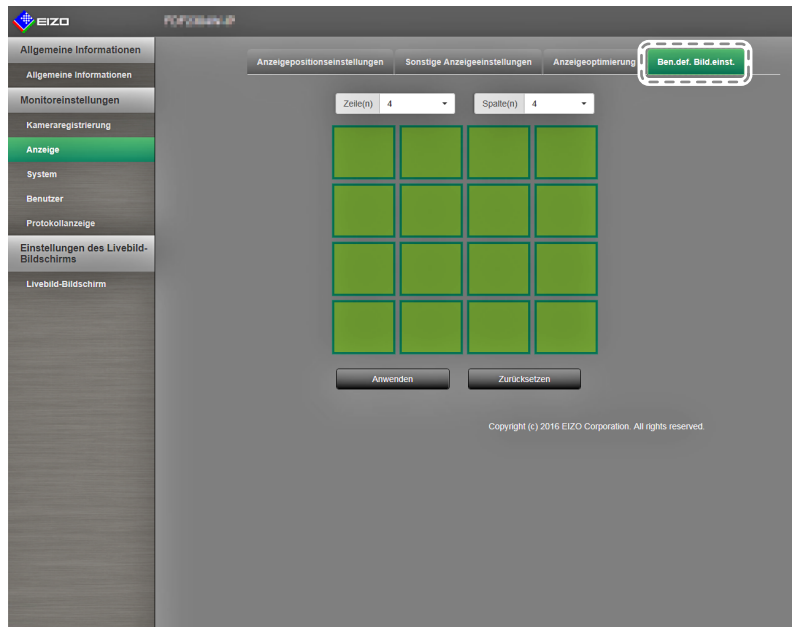 EIZO
Allgemeine Informationen
Allgemeine Informationen
Monitoreinstellungen
Kameraregistrierung
Anzeige
System
Benutzer
Protokollanzeige
Einstellungen des Livebild-
Bildschirms
Livebild-Bildschirm
Anzeigepositionseinstellungen Sonstige Anzeigeeinstellungen Anzeigeoptimierung Ben.def. Bild.einst.
Zeile(n) 4 Spalte(n) 4
Anwenden Zurücksetzen
Copyright (c) 2016 EIZO Corporation. All rights reserved.